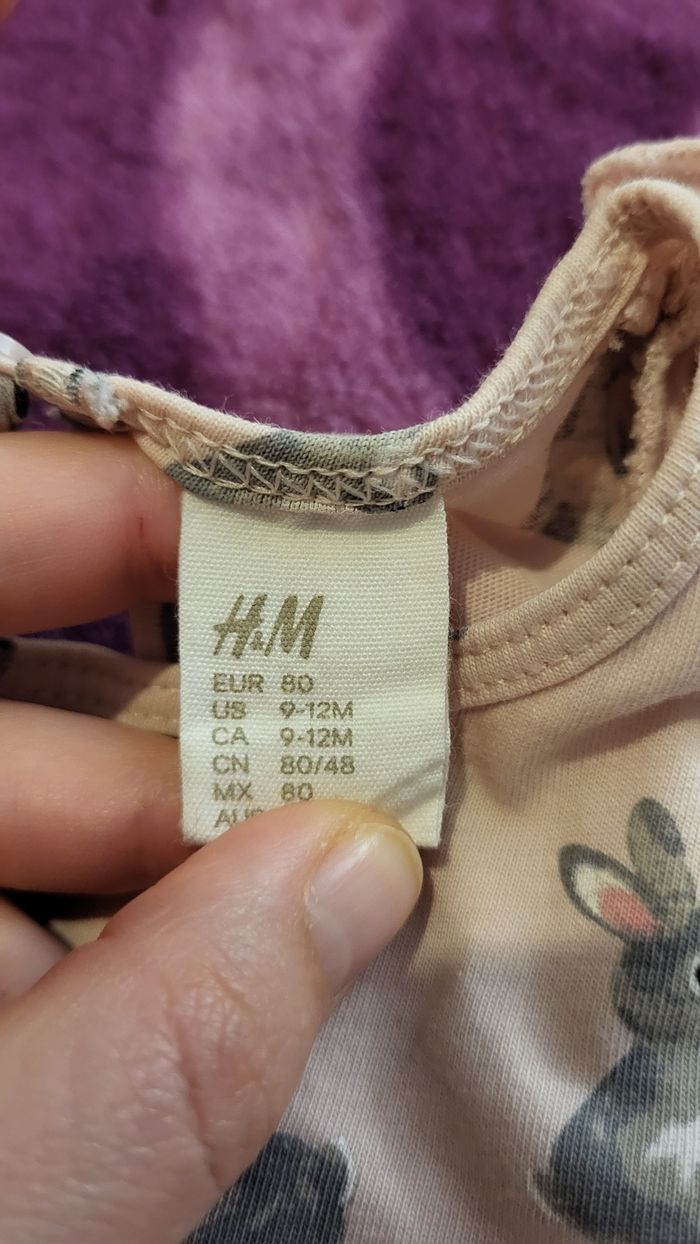 H&M
EUR 80
US 9-12M
CA 9-12M
CN 80/48
MX 80